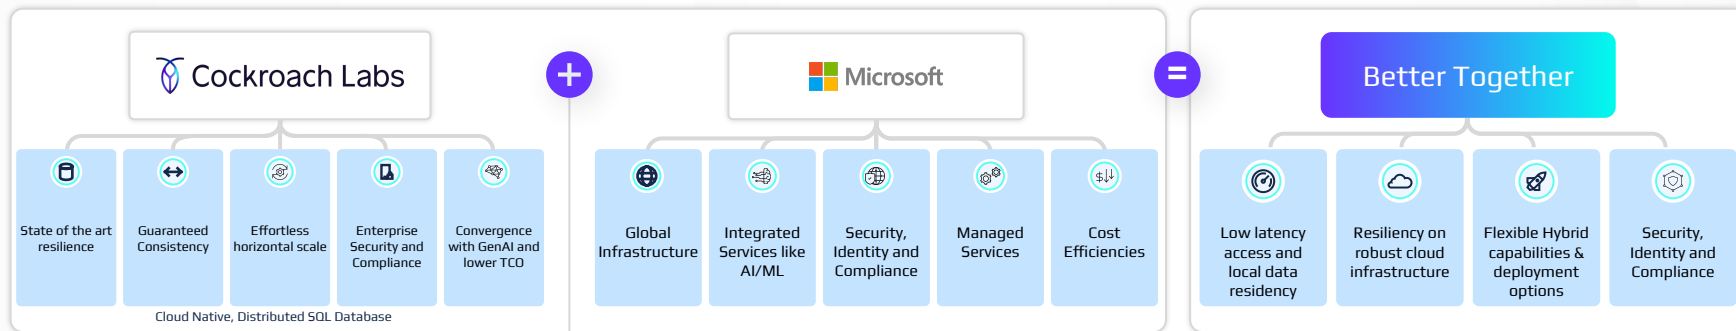 Cockroach Labs
+
Microsoft
=
Better Together
State of the art
resilience
Guaranteed
Consistency
Effortless
horizontal scale
Enterprise
Security and
Compliance
Convergence
with GenAI and
lower TCO
Cloud Native, Distributed SQL Database
Global
Infrastructure
Integrated
Services like
AI/ML
Security,
Identity and
Compliance
Managed
Services
$
Cost
Efficiencies
Low latency
access and
local data
residency
Resiliency on
robust cloud
infrastructure
Flexible Hybrid
capabilities &
deployment
options
Security,
Identity and
Compliance